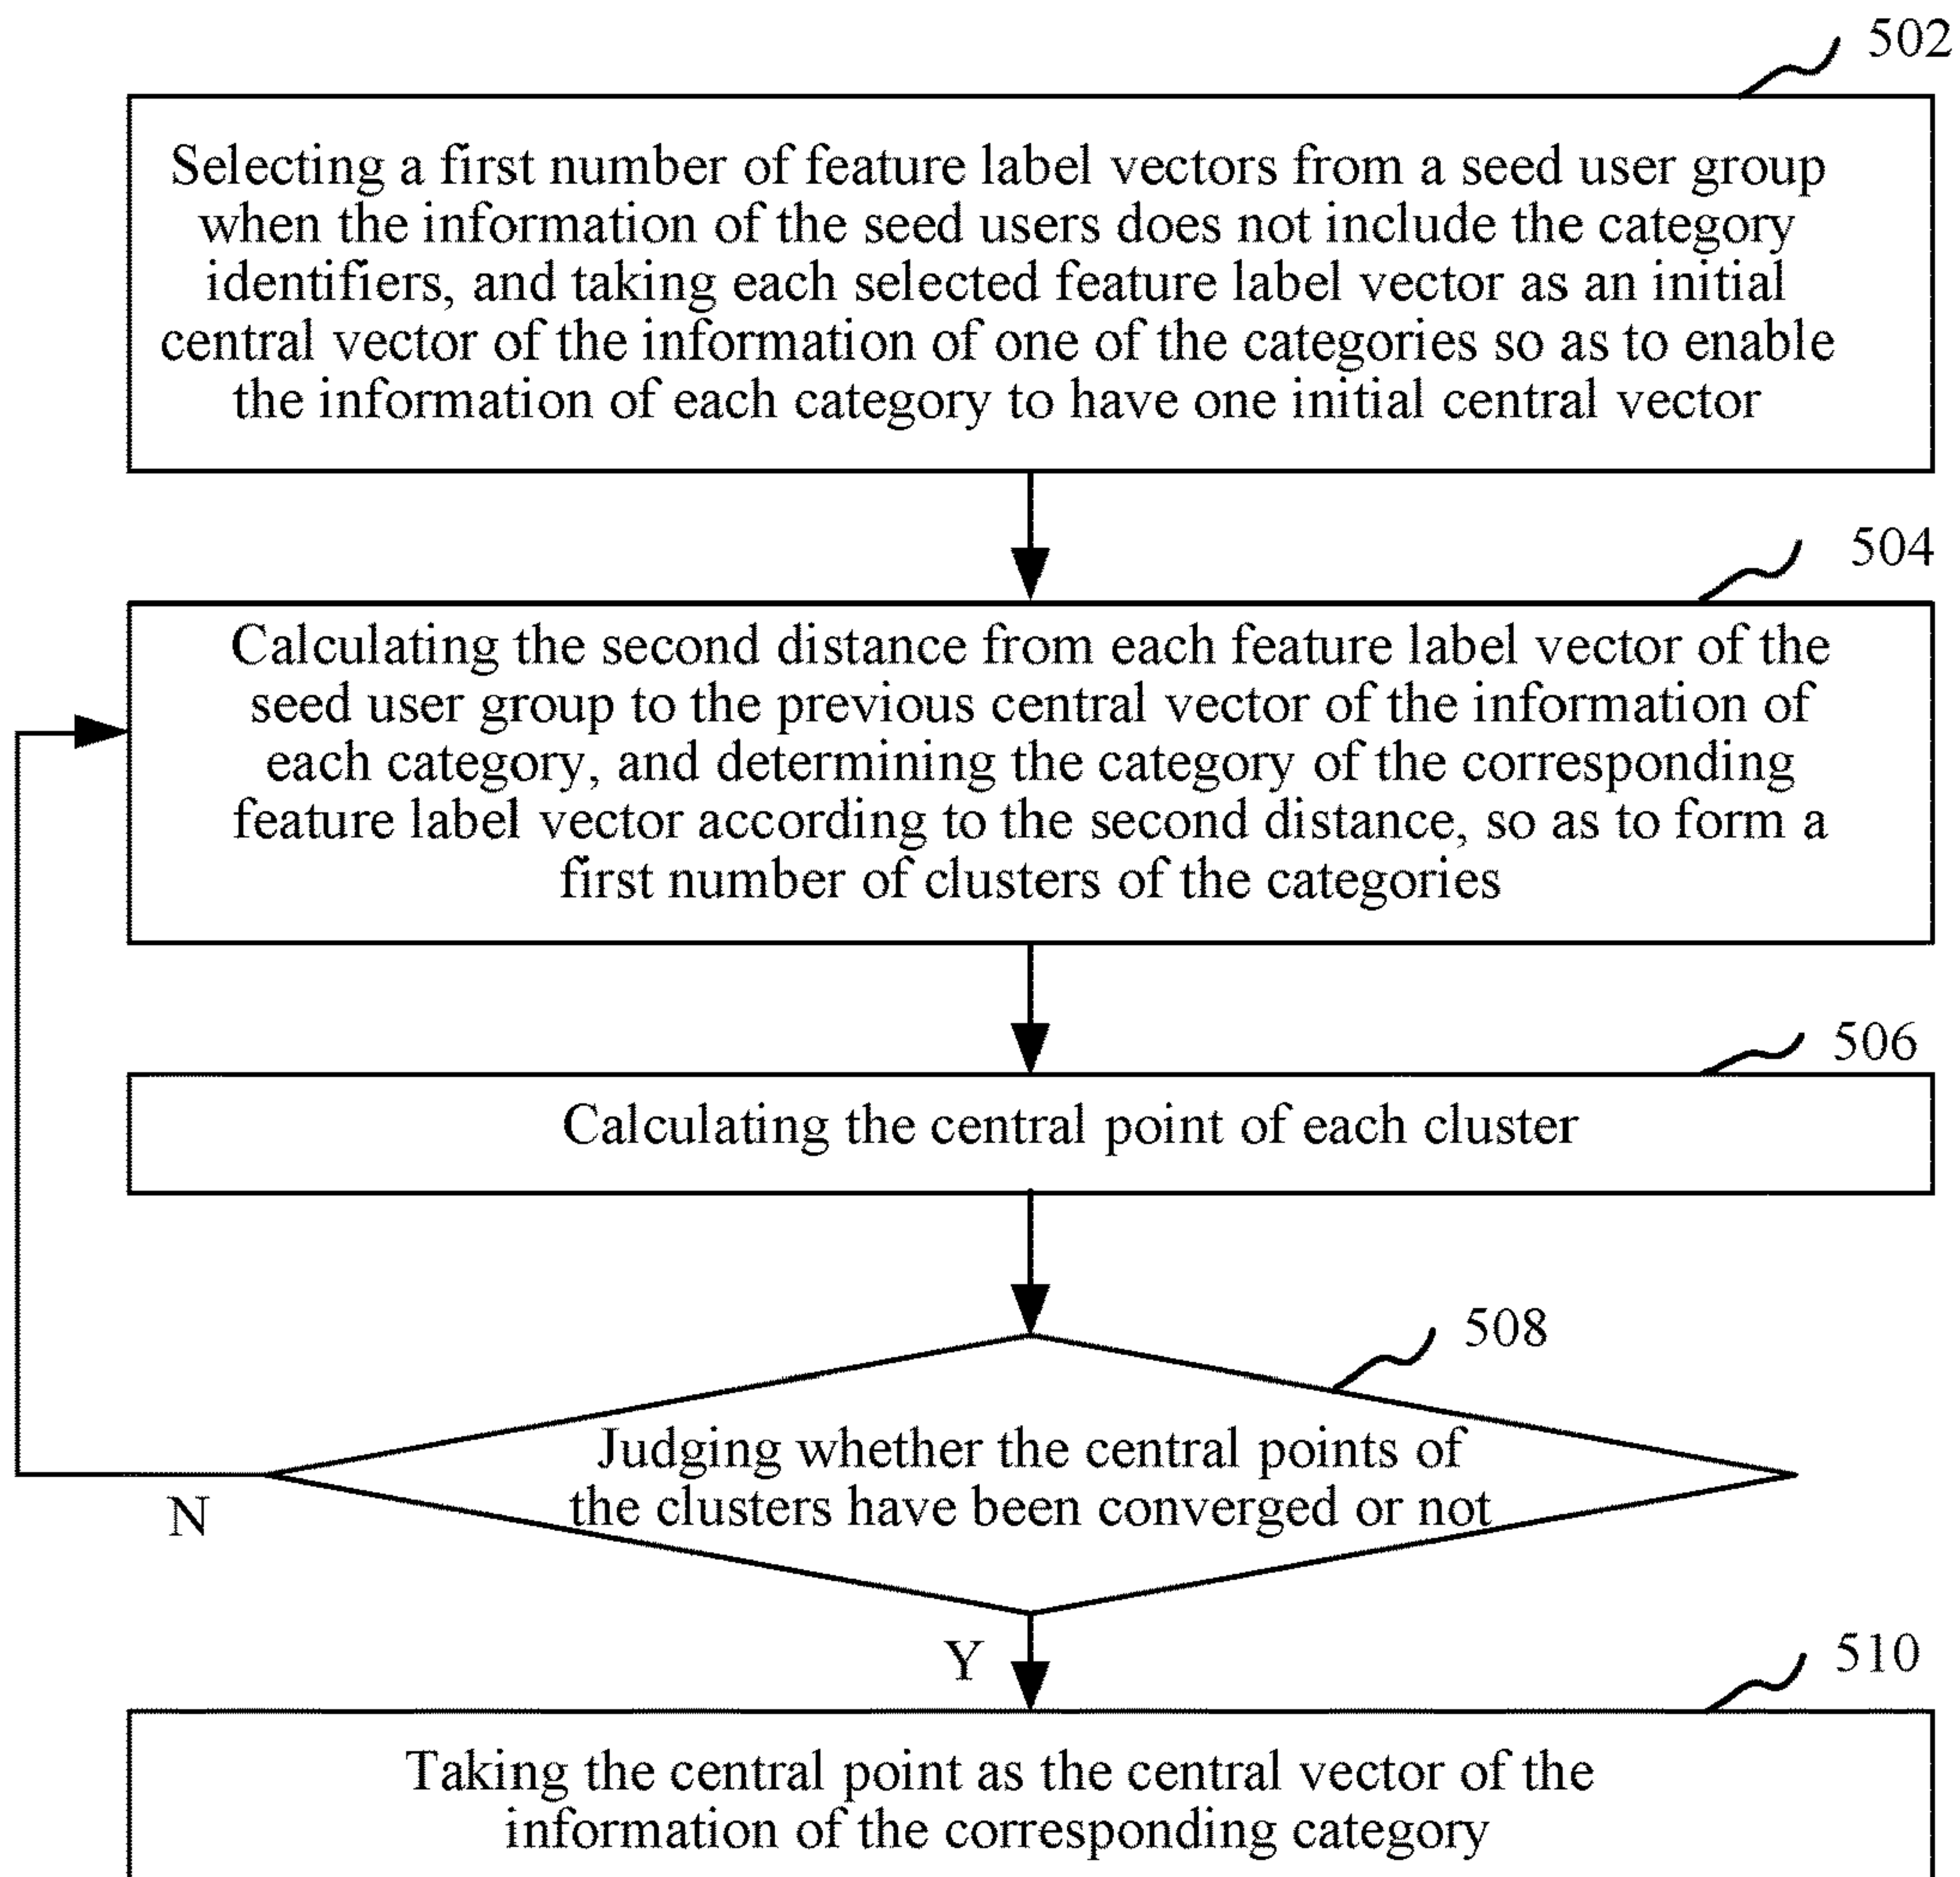 502
Selecting a first number of feature label vectors from a seed user group
when the information of the seed users does not include the category
identifiers, and taking each selected feature label vector as an initial
central vector of the information of one of the categories so as to enable
the information of each category to have one initial central vector
504
Calculating the second distance from each feature label vector of the
seed user group to the previous central vector of the information of
each category, and determining the category of the corresponding
feature label vector according to the second distance, so as to form a
first number of clusters of the categories
506
Calculating the central point of each cluster
508
Judging whether the central points of
the clusters have been converged or not
N
Y
510
Taking the central point as the central vector of the
information of the corresponding category